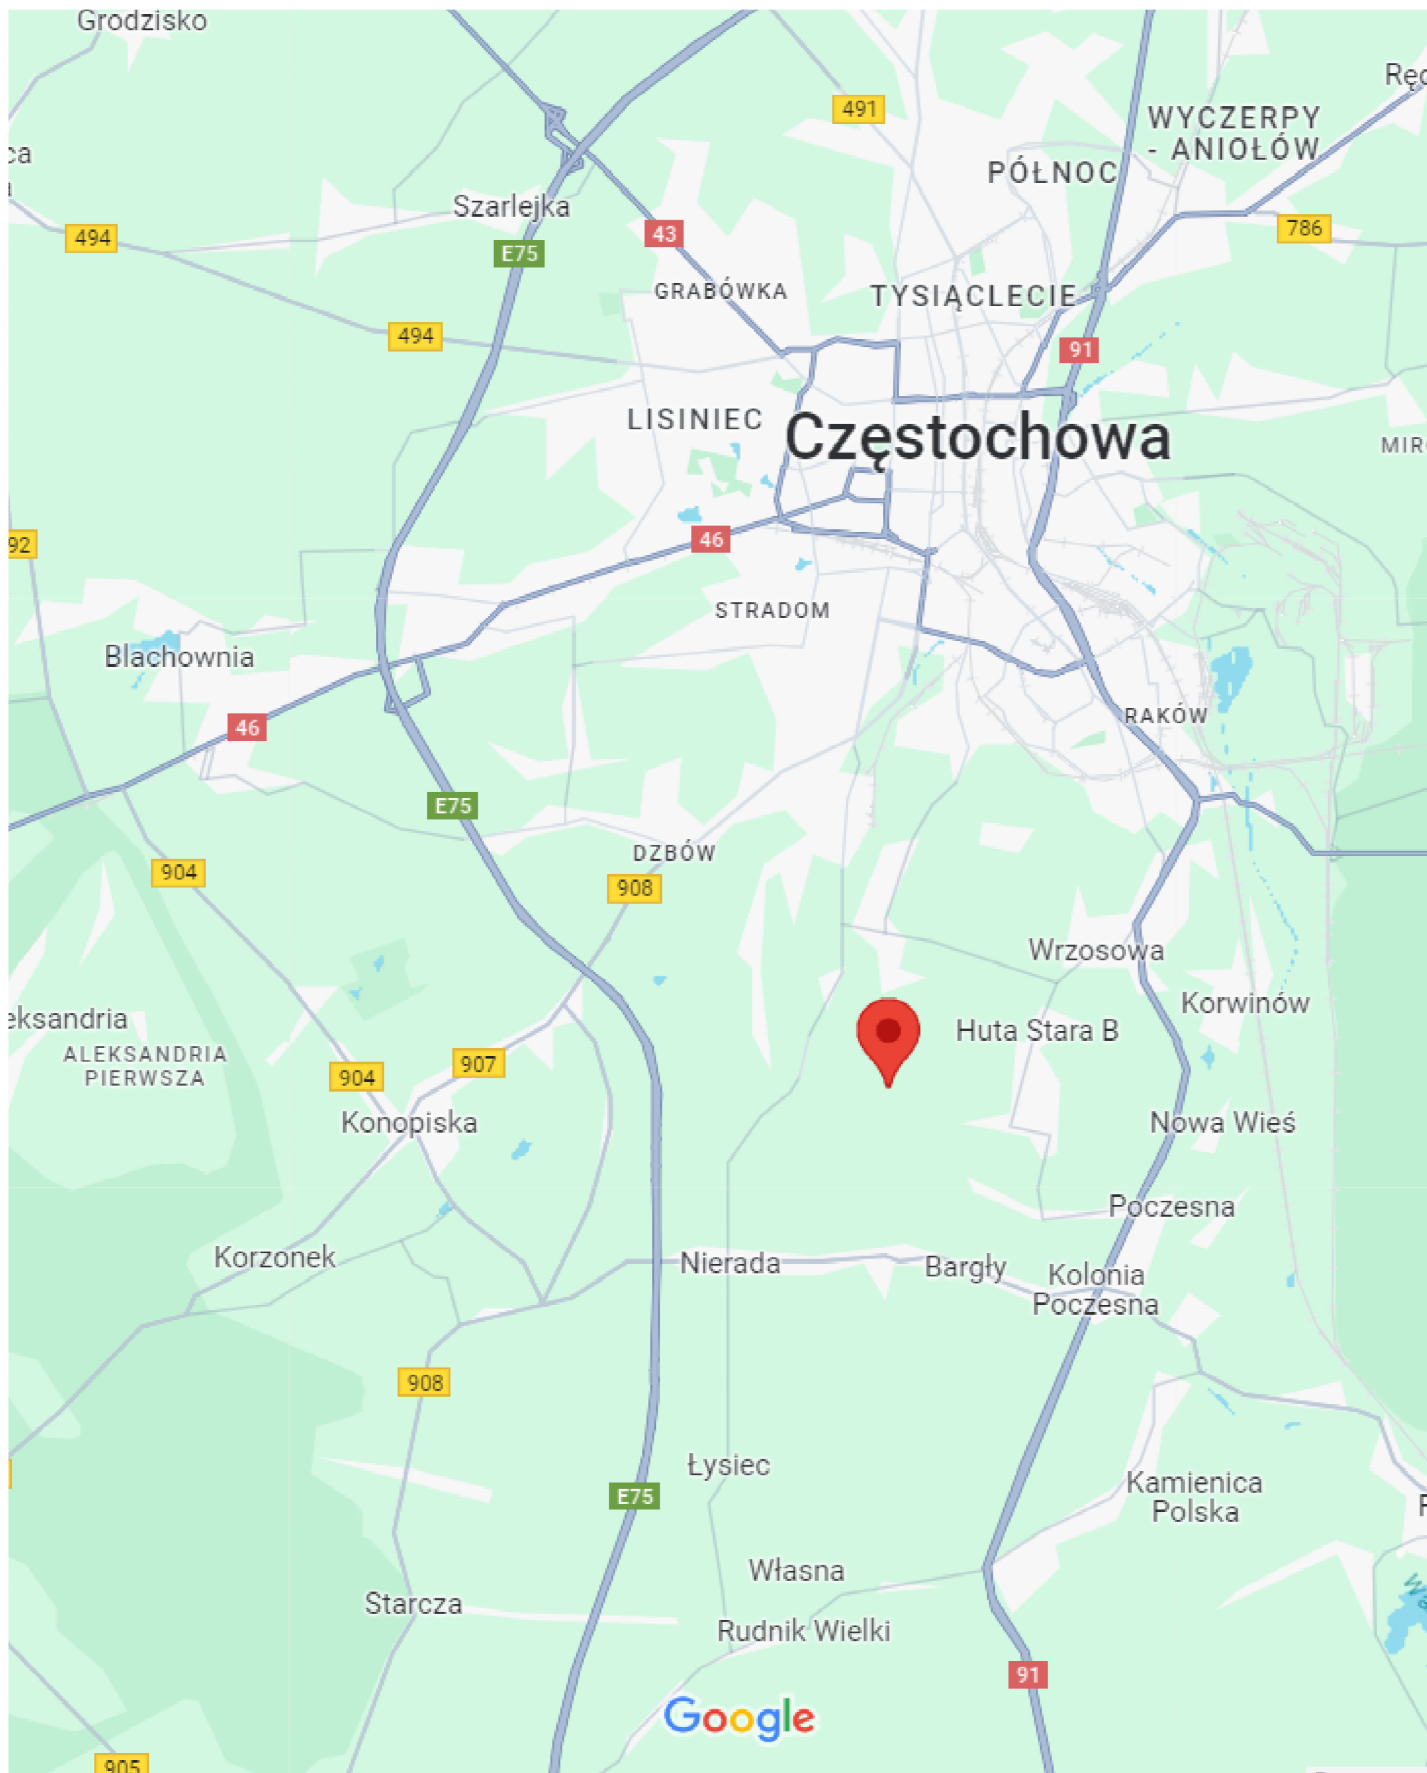 Grodzisko
491
Ręc
WYCZERPY
- ANIOŁÓW
ca
PÓŁNOC
Szarlejka
43
494
E75
786
GRABÓWKA
TYSIĄCLECIE
494
91
LISINIEC
Częstochowa
MIR
92
46
STRADOM
Blachownia
46
RAKÓW
E75
DZBÓW
904
908
Wrzosowa
Korwinów
eksandria
Huta Stara B
ALEKSANDRIA
PIERWSZA
907
904
Konopiska
Nowa Wieś
Poczesna
Korzonek
Nierada
Bargły
Kolonia
Poczesna
908
Łysiec
Kamienica
Polska
E75
Własna
Starcza
Rudnik Wielki
91
Google
905